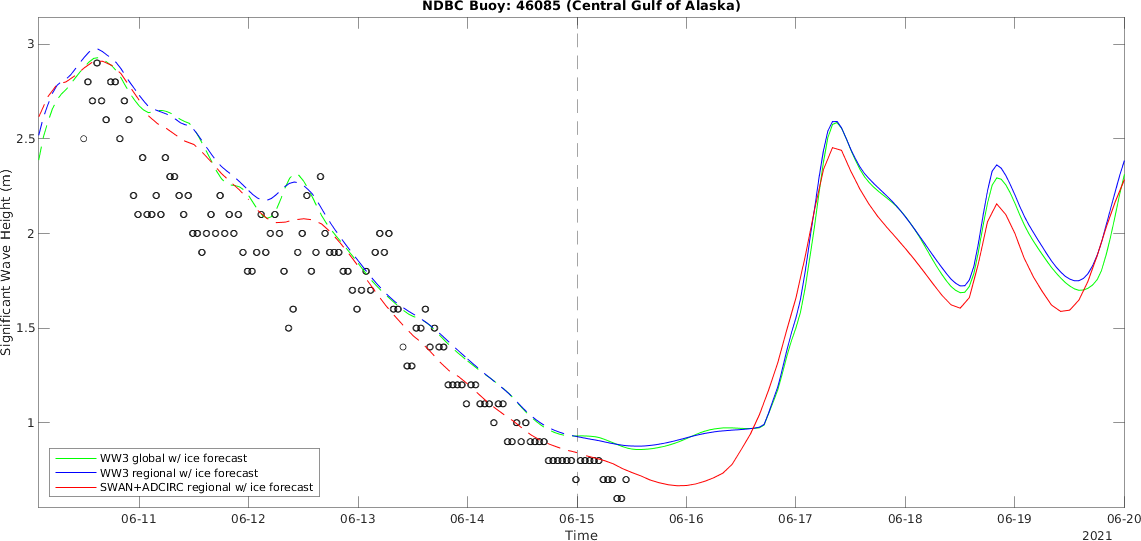 NDBC Buoy: 46085 (Central Gulf of Alaska)
Significant Wave Height (m)
3
2.5
2
1.5
1
WW3 global w/ ice forecast
WW3 regional w/ ice forecast
SWAN+ADCIRC regional w/ ice forecast
06-11 06-12 06-13 06-14 06-15 06-16 06-17 06-18 06-19 06-20
Time
2021